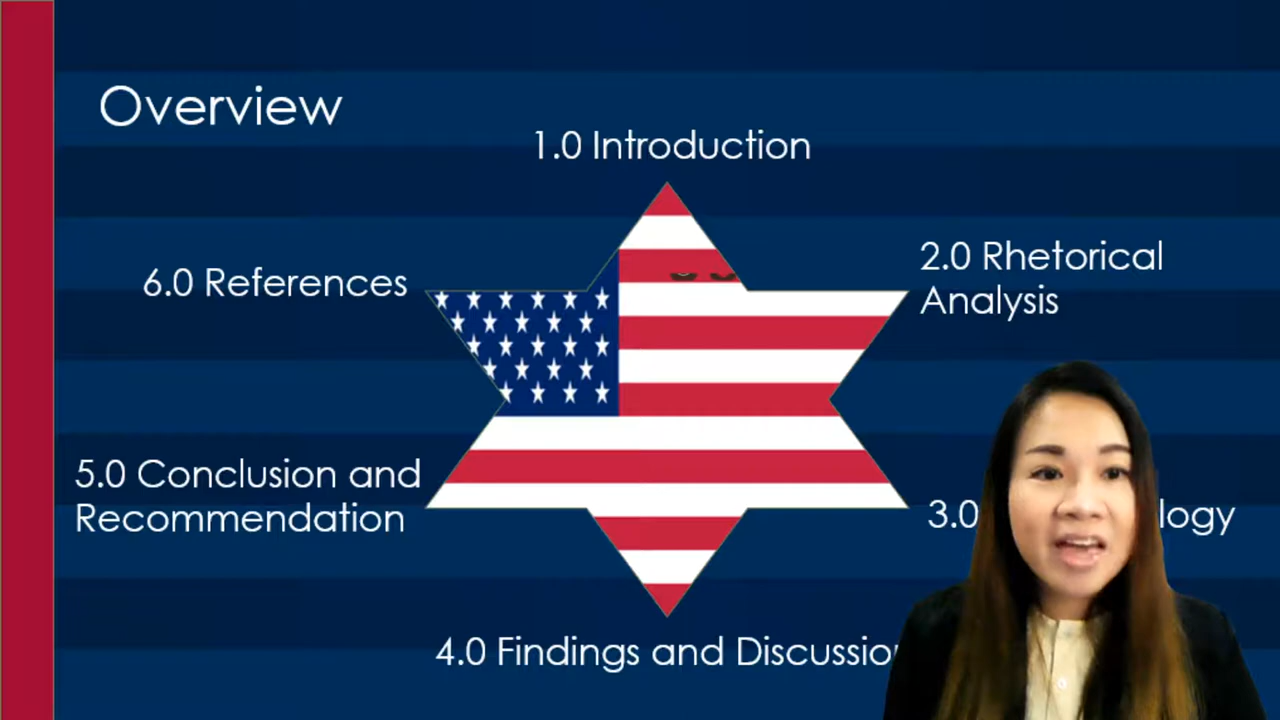 Overview
1.0 Introduction
2.0 Rhetorical
Analysis
3.0 logy
4.0 Findings and Discussion
5.0 Conclusion and
Recommendation
6.0 References